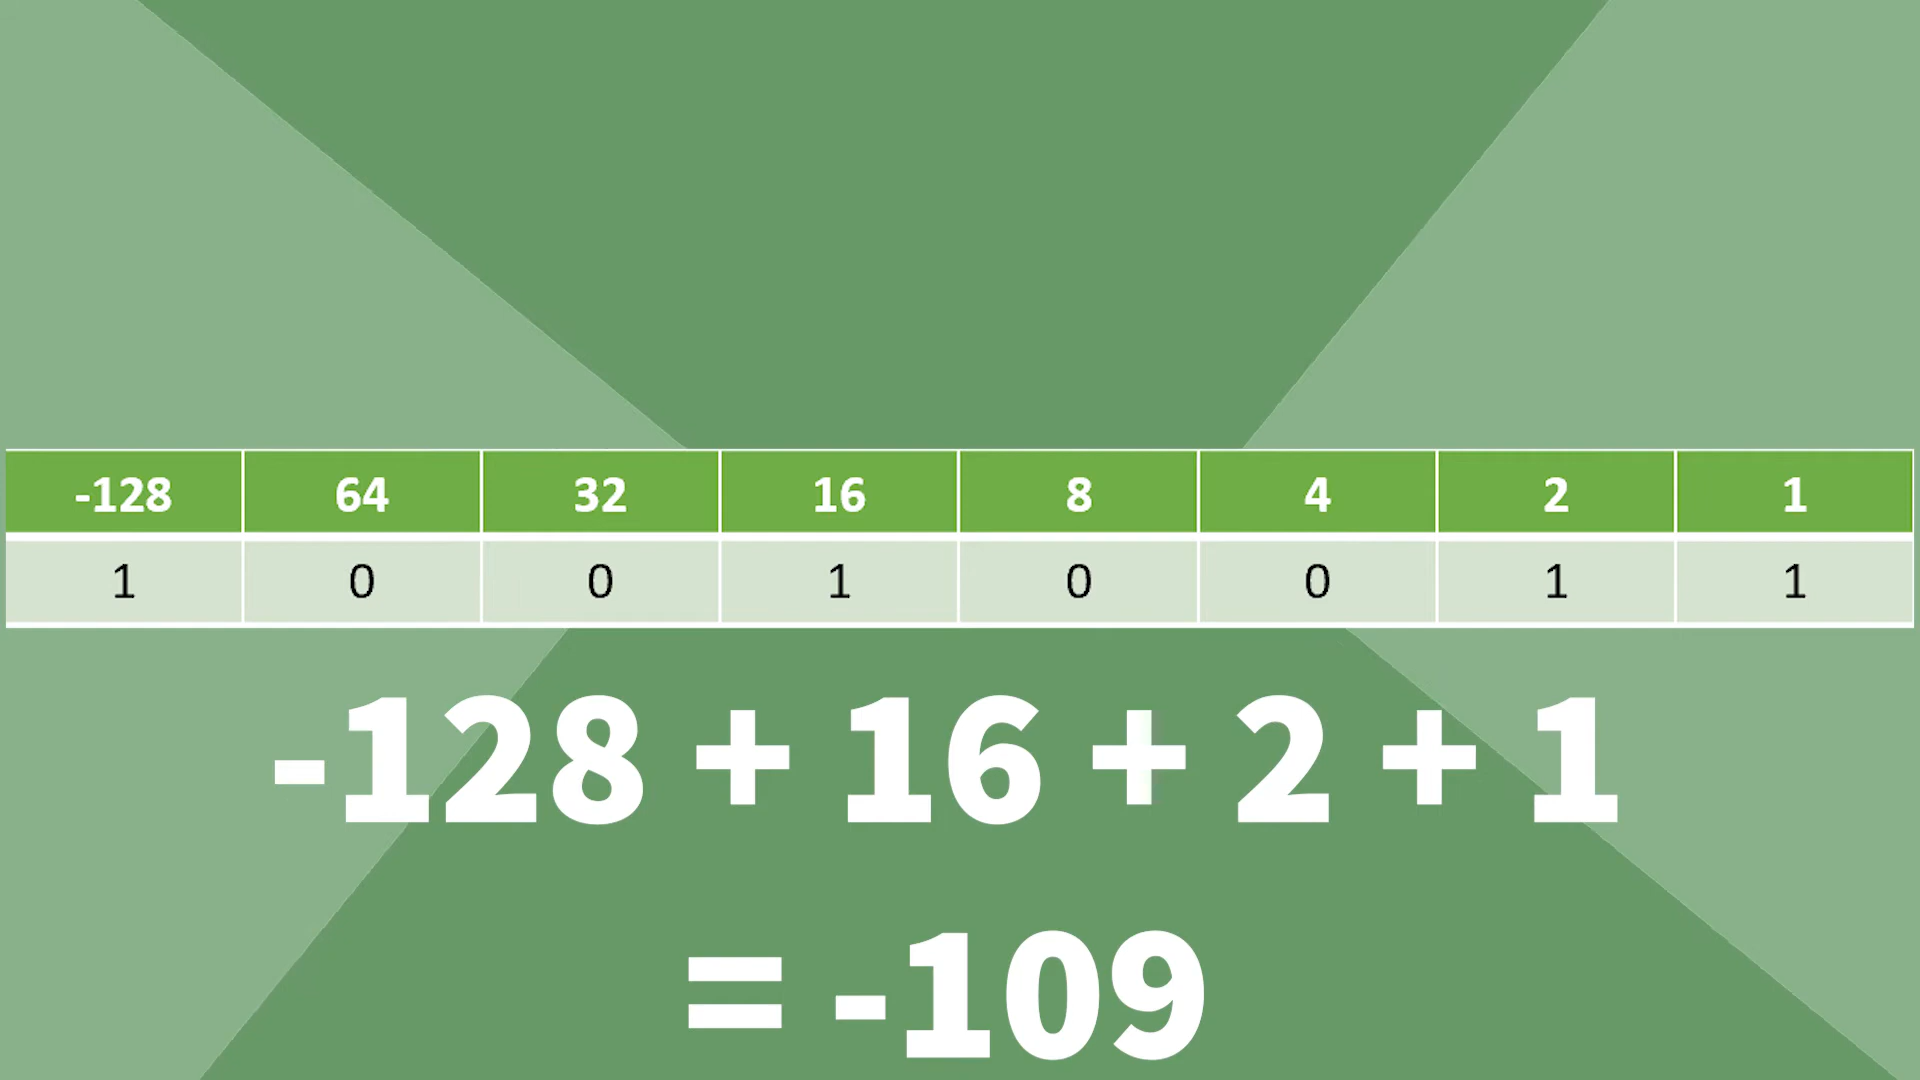 -128 64 32 16 8 4 2 1
1 0 0 1 0 0 1 1
-128 + 16 + 2 + 1
= -109